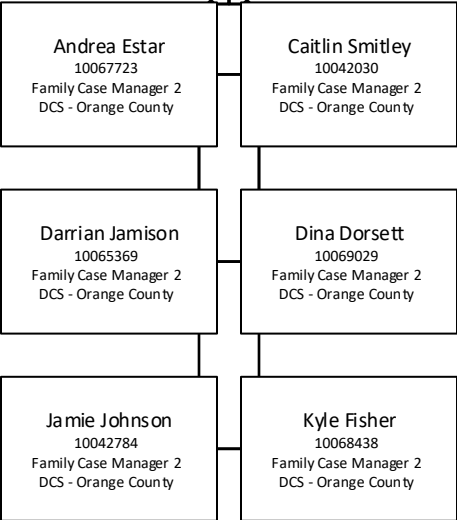 Andrea Estar
10067723
Family Case Manager 2
DCS - Orange County
Caitlin Smitley
10042030
Family Case Manager 2
DCS - Orange County
Darrian Jamison
10065369
Family Case Manager 2
DCS - Orange County
Dina Dorsett
10069029
Family Case Manager 2
DCS - Orange County
Jamie Johnson
10042784
Family Case Manager 2
DCS - Orange County
Kyle Fisher
10068438
Family Case Manager 2
DCS - Orange County